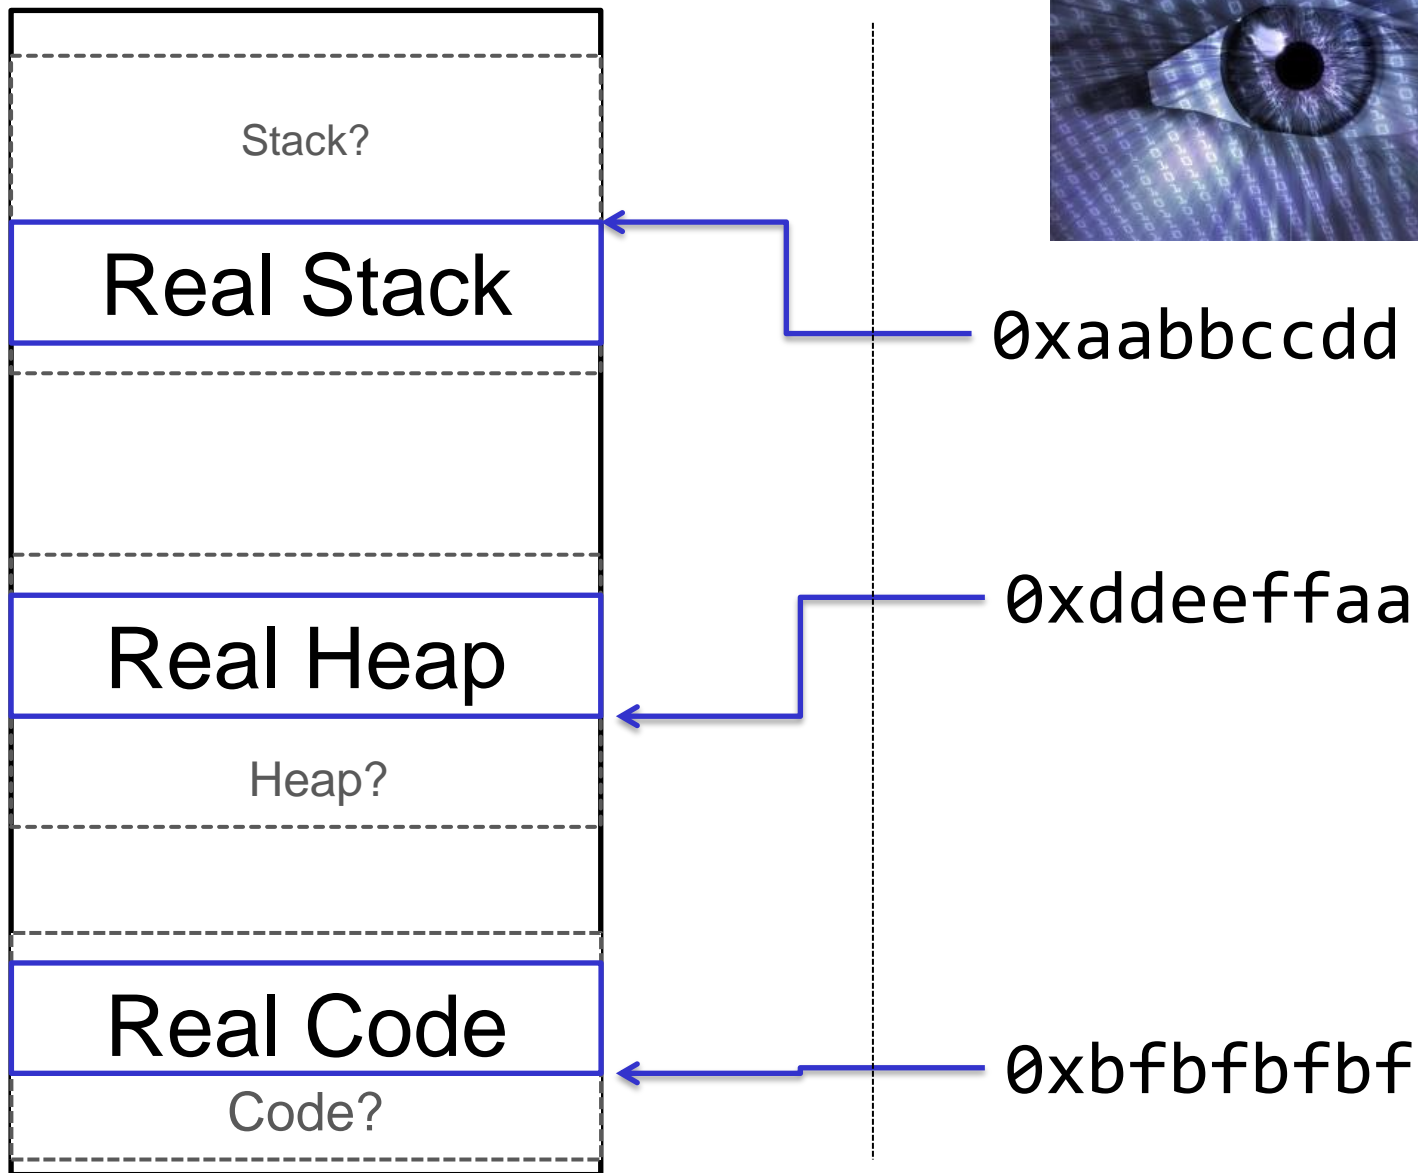 Stack?
Real Stack
0xaabbccdd
0xddeeffaa
Real Heap
Heap?
Real Code
0xbfbfbfbf
Code?